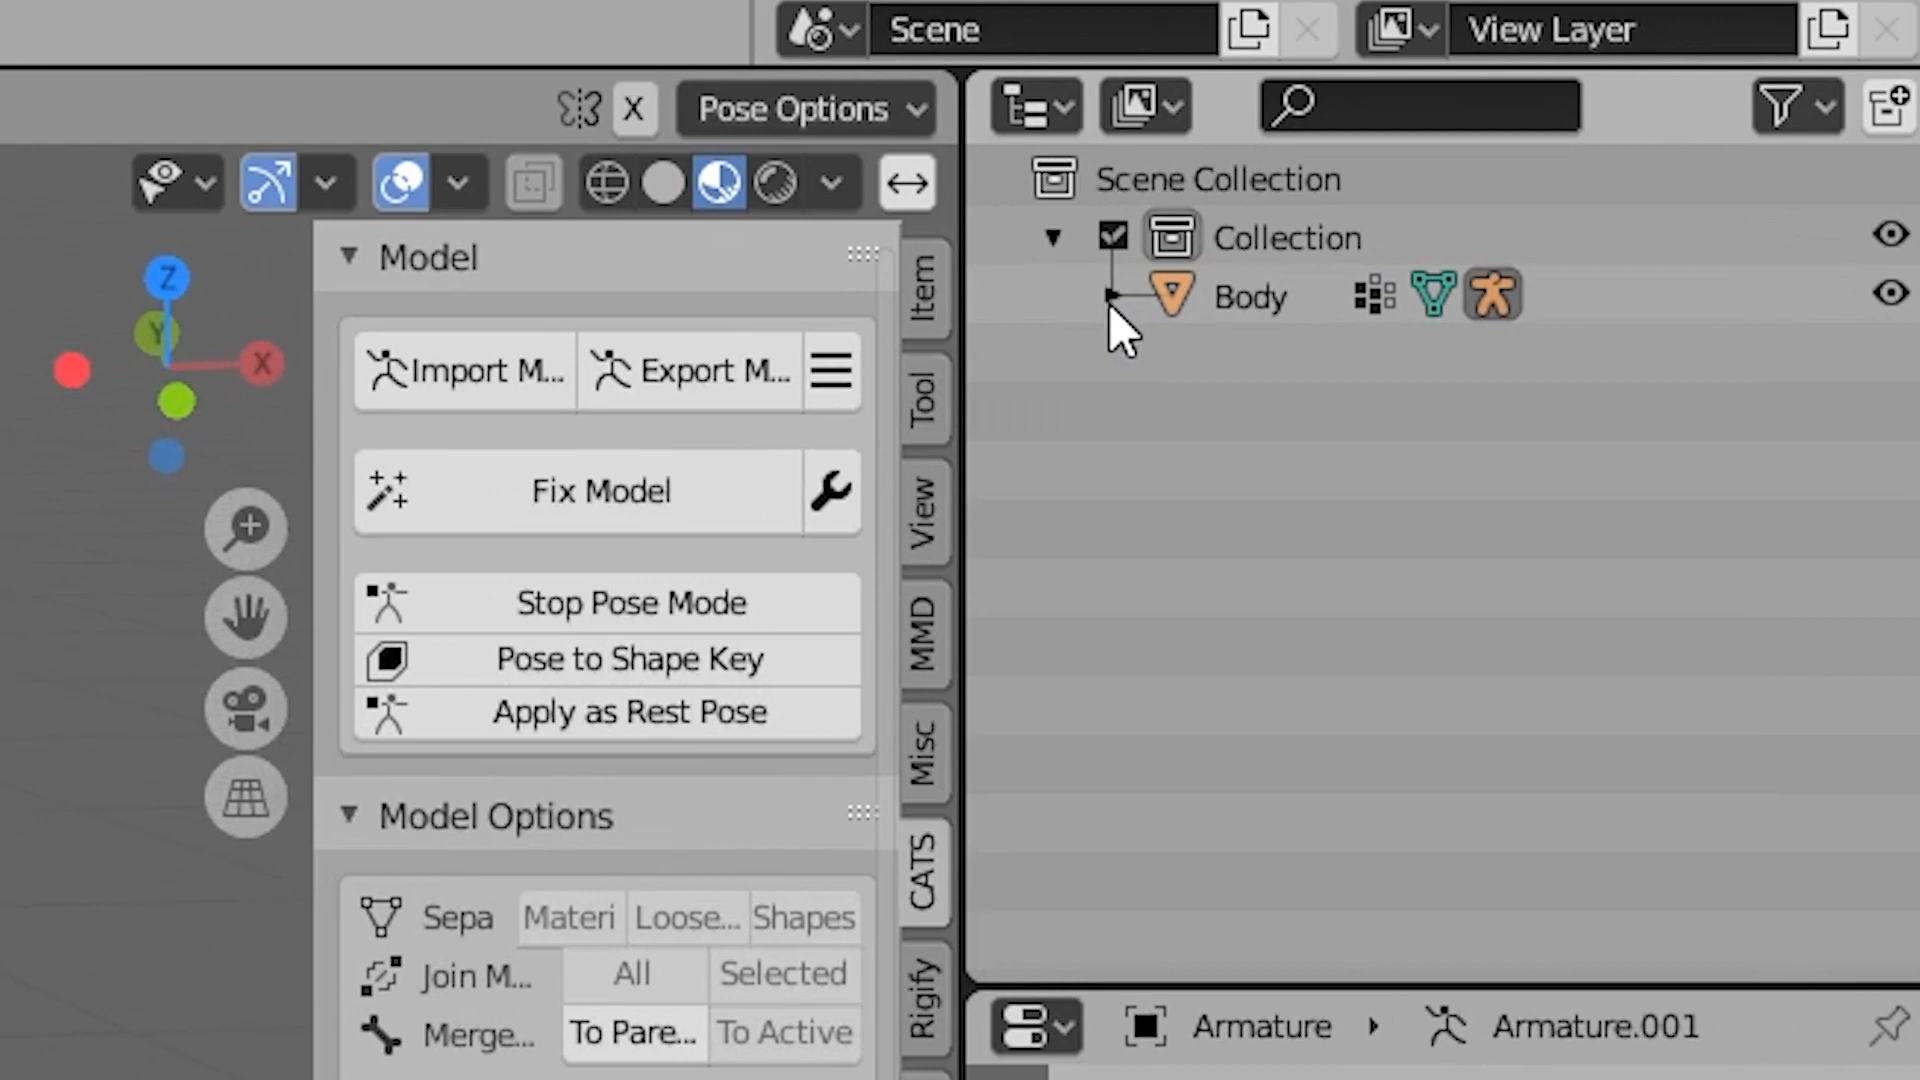 Scene
View Layer
X
Pose Options
Scene Collection
Collection
Body
Model
Import M...
Export M...
Fix Model
Stop Pose Mode
Pose to Shape Key
Apply as Rest Pose
Model Options
Sepa
Materi
Loose...
Shapes
Join M...
All
Selected
Merge...
To Pare...
To Active
Z
Y
X
Item
Tool
View
MMD
Misc
CATS
Rigify
Armature
Armature.001